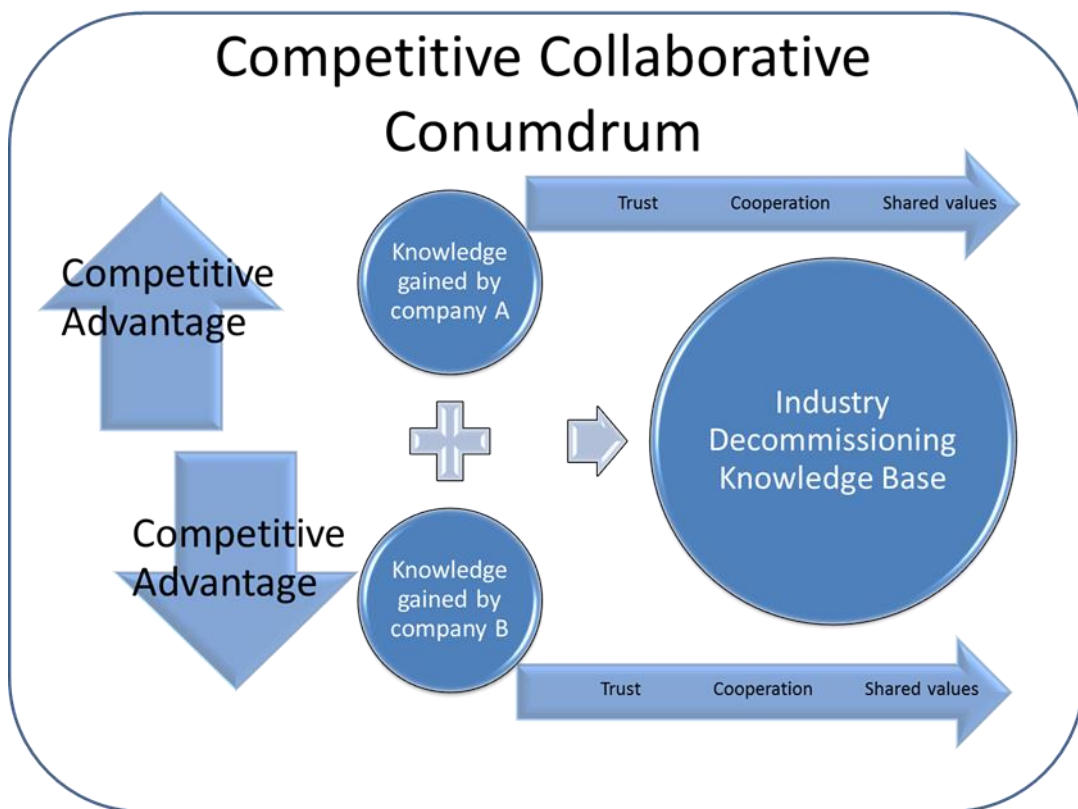 Competitive Collaborative
Conumdrum
Trust Cooperation Shared values
Competitive
Advantage
Knowledge
gained by
company A
Industry
Decommissioning
Knowledge Base
Competitive
Advantage
Knowledge
gained by
company B
Trust Cooperation Shared values